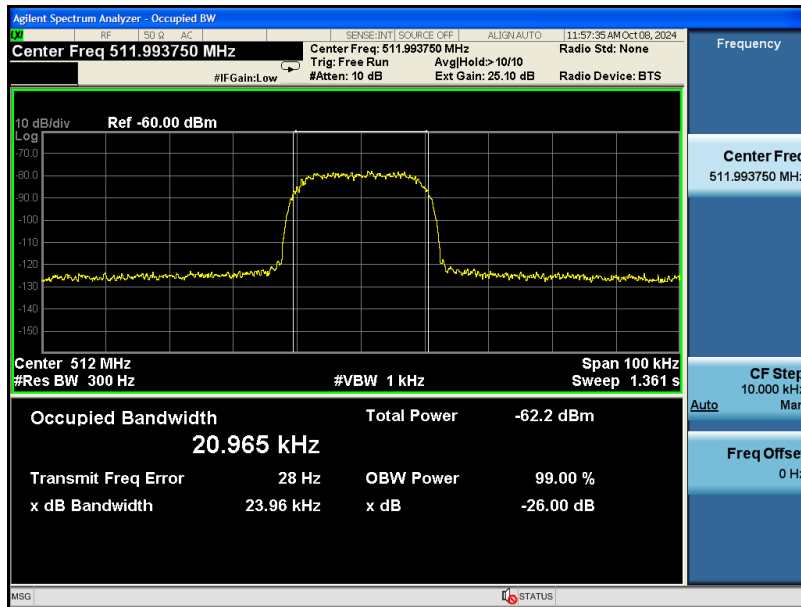 Agilent Spectrum Analyzer - Occupied BW
LXI RF 50 Ω AC SENSE:INT SOURCE OFF ALIGN AUTO 11:57:35 AM Oct 08, 2024
Center Freq 511.993750 MHz
Center Freq: 511.993750 MHz Radio Std: None
Trig: Free Run Avg|Hold:>10/10
#IFGain:Low #Atten: 10 dB Ext Gain: 25.10 dB Radio Device: BTS
10 dB/div Ref -60.00 dBm
Log
-70.0
-80.0
-90.0
-100
-110
-120
-130
-140
-150
Center 512 MHz Span 100 kHz
#Res BW 300 Hz #VBW 1 kHz Sweep 1.361 s
Occupied Bandwidth Total Power -62.2 dBm
20.965 kHz
Transmit Freq Error 28 Hz OBW Power 99.00 %
x dB Bandwidth 23.96 kHz x dB -26.00 dB
MSG STATUS
Frequency
Center Freq
511.993750 MHz
CF Step
10.000 kHz
Auto Man
Freq Offset
0 Hz